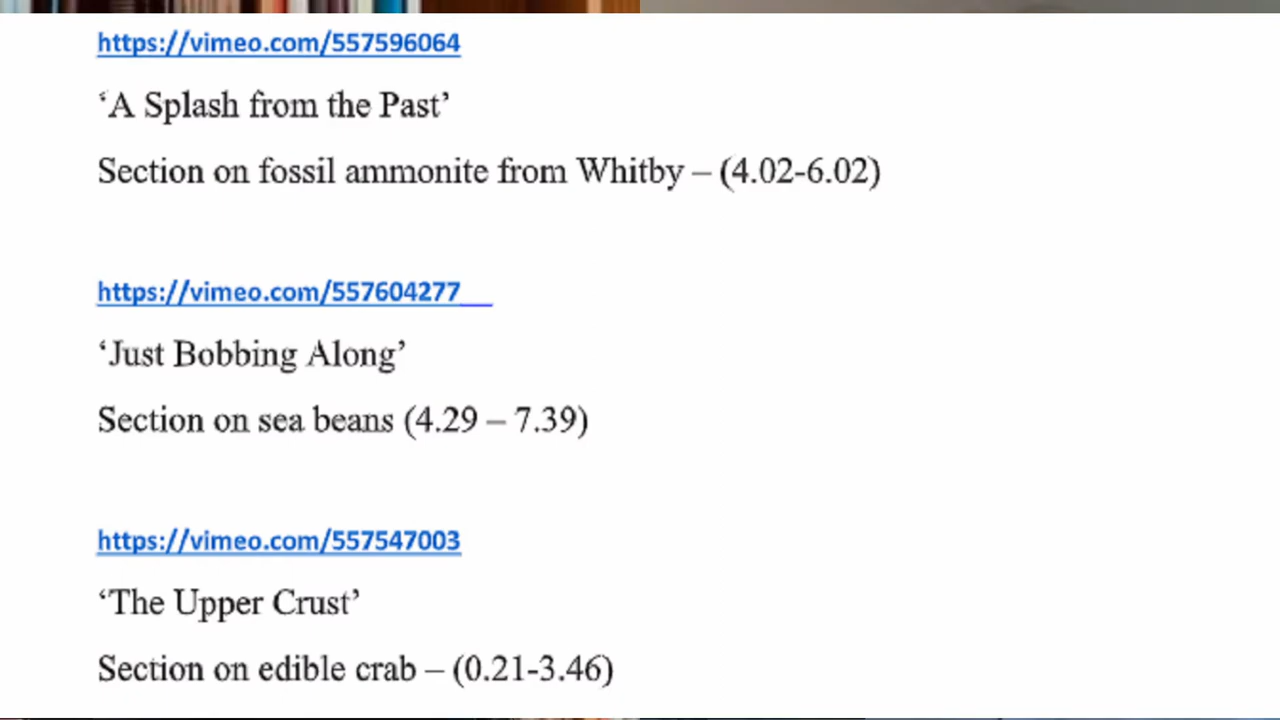 https://vimeo.com/557596064
‘A Splash from the Past’
Section on fossil ammonite from Whitby – (4.02-6.02)
https://vimeo.com/557604277
‘Just Bobbing Along’
Section on sea beans (4.29 – 7.39)
https://vimeo.com/557547003
‘The Upper Crust’
Section on edible crab – (0.21-3.46)